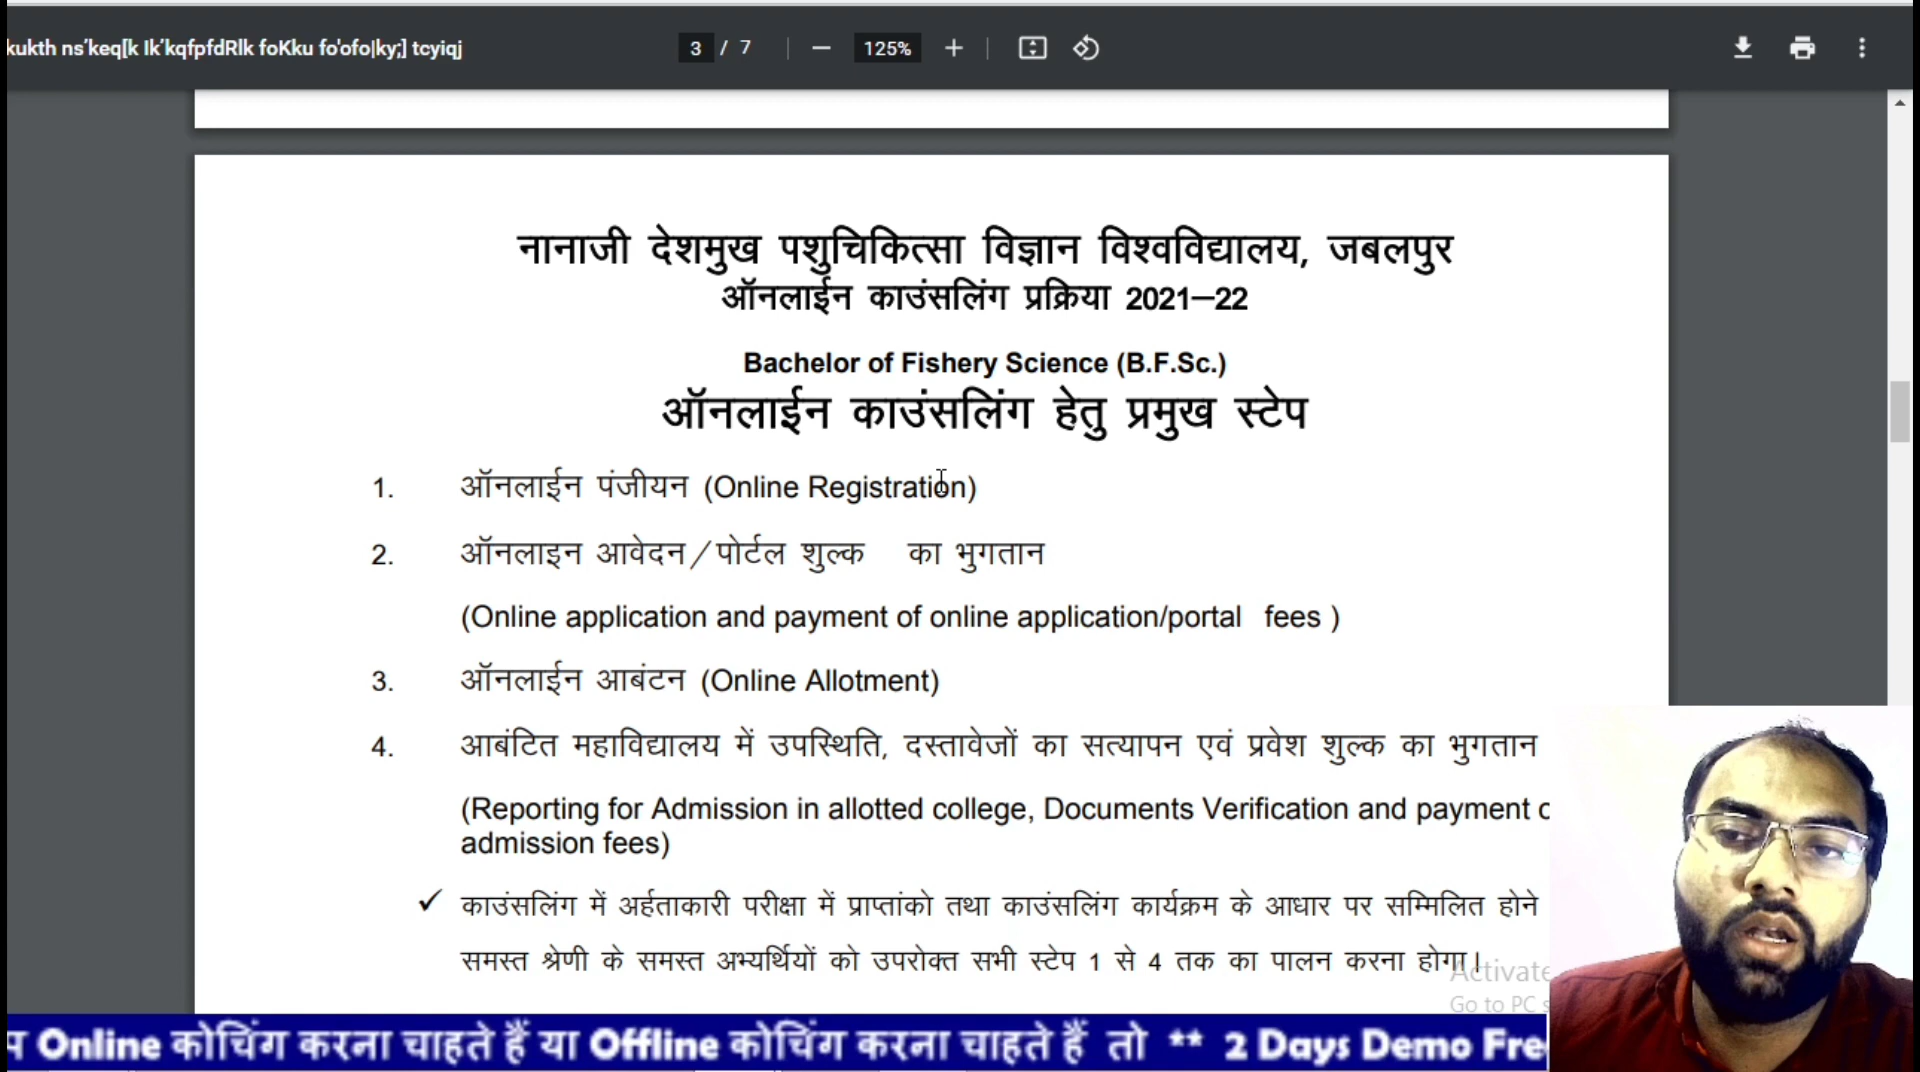 kukth ns'keq[k Ik'kqfpfdRlk foKku fo'ofo|ky;] tcyiqj
3 / 7
125%
नानाजी देशमुख पशुचिकित्सा विज्ञान विश्वविद्यालय, जबलपुर
ऑनलाईन काउंसलिंग प्रक्रिया 2021–22
Bachelor of Fishery Science (B.F.Sc.)
ऑनलाईन काउंसलिंग हेतु प्रमुख स्टेप
1. ऑनलाईन पंजीयन (Online Registration)
2. ऑनलाइन आवेदन/पोर्टल शुल्क का भुगतान
(Online application and payment of online application/portal fees )
3. ऑनलाईन आबंटन (Online Allotment)
4. आबंटित महाविद्यालय में उपस्थिति, दस्तावेजों का सत्यापन एवं प्रवेश शुल्क का भुगतान
(Reporting for Admission in allotted college, Documents Verification and payment
admission fees)
✓ काउंसलिंग में अर्हताकारी परीक्षा में प्राप्तांको तथा काउंसलिंग कार्यक्रम के आधार पर सम्मिलित होने
समस्त श्रेणी के समस्त अभ्यर्थियों को उपरोक्त सभी स्टेप 1 से 4 तक का पालन करना होगा।
Activate
Go to PC
Online कोचिंग करना चाहते हैं या Offline कोचिंग करना चाहते हैं तो ** 2 Days Demo Free